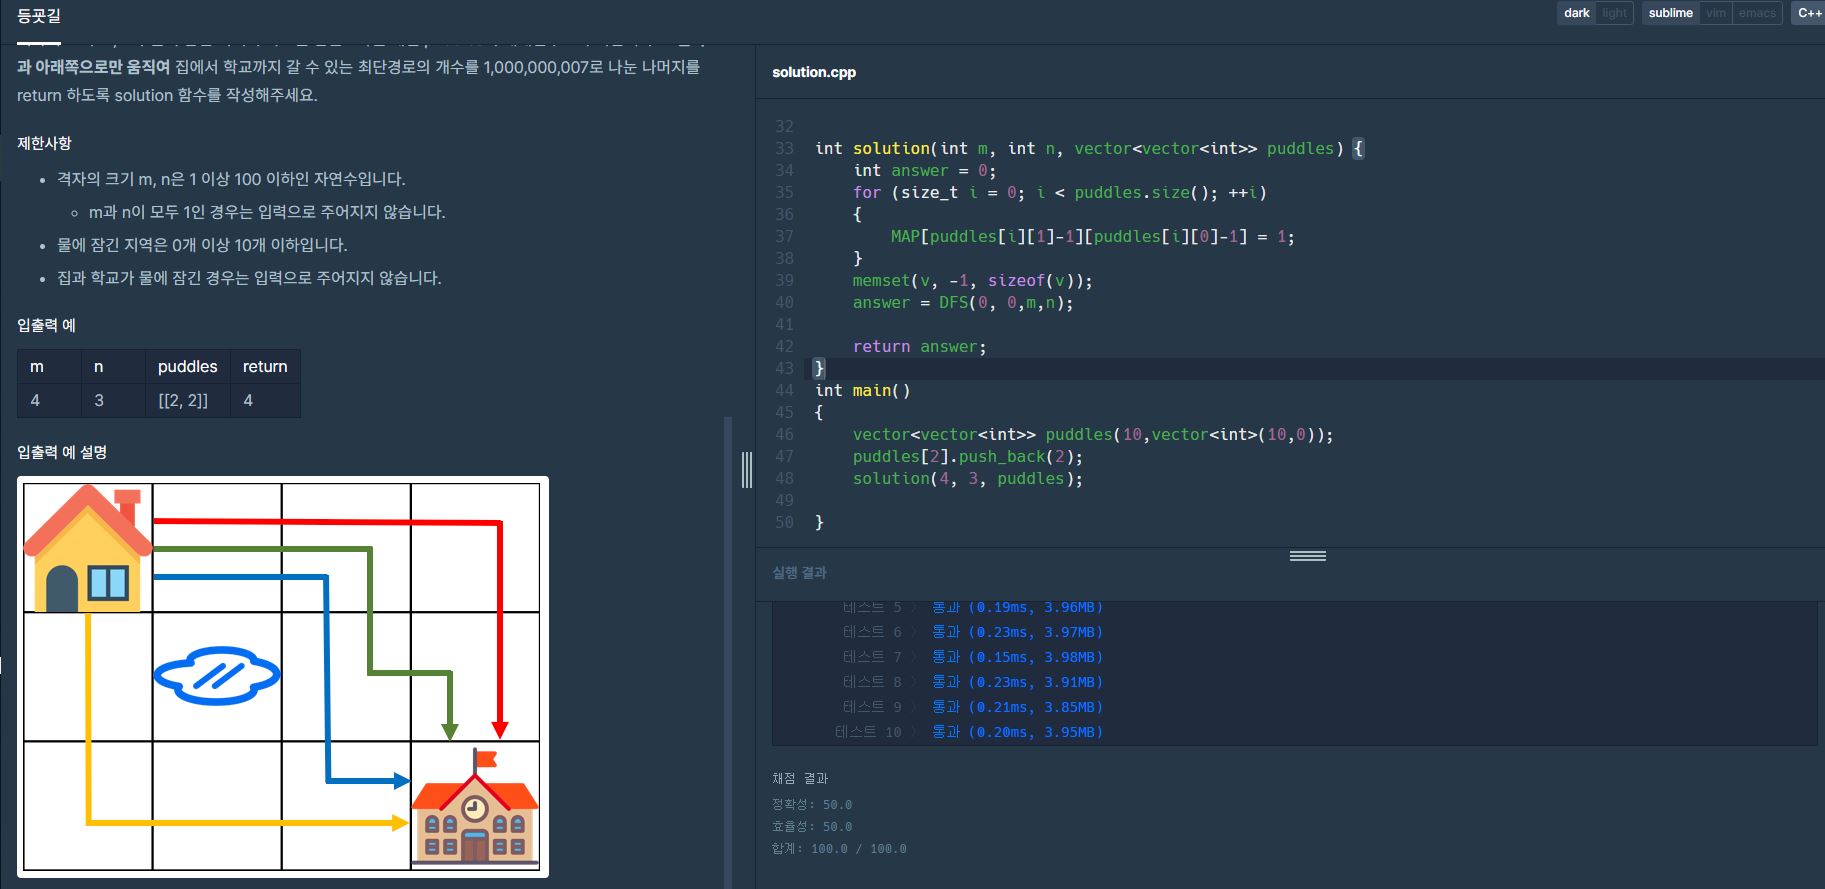 등굣길
dark light
sublime vim emacs
C++
과 아래쪽으로만 움직여 집에서 학교까지 갈 수 있는 최단경로의 개수를 1,000,000,007로 나눈 나머지를
return 하도록 solution 함수를 작성해주세요.
제한사항
• 격자의 크기 m, n은 1 이상 100 이하인 자연수입니다.
◦ m과 n이 모두 1인 경우는 입력으로 주어지지 않습니다.
• 물에 잠긴 지역은 0개 이상 10개 이하입니다.
• 집과 학교가 물에 잠긴 경우는 입력으로 주어지지 않습니다.
입출력 예
m n puddles return
4 3 [[2, 2]] 4
입출력 예 설명
solution.cpp
32
33 int solution(int m, int n, vector<vector<int>> puddles) {
34     int answer = 0;
35     for (size_t i = 0; i < puddles.size(); ++i)
36     {
37         MAP[puddles[i][1]-1][puddles[i][0]-1] = 1;
38     }
39     memset(v, -1, sizeof(v));
40     answer = DFS(0, 0,m,n);
41
42     return answer;
43 }
44 int main()
45 {
46     vector<vector<int>> puddles(10,vector<int>(10,0));
47     puddles[2].push_back(2);
48     solution(4, 3, puddles);
49
50 }
실행 결과
테스트 5 〉 통과 (0.19ms, 3.96MB)
테스트 6 〉 통과 (0.23ms, 3.97MB)
테스트 7 〉 통과 (0.15ms, 3.98MB)
테스트 8 〉 통과 (0.23ms, 3.91MB)
테스트 9 〉 통과 (0.21ms, 3.85MB)
테스트 10 〉 통과 (0.20ms, 3.95MB)
채점 결과
정확성: 50.0
효율성: 50.0
합계: 100.0 / 100.0